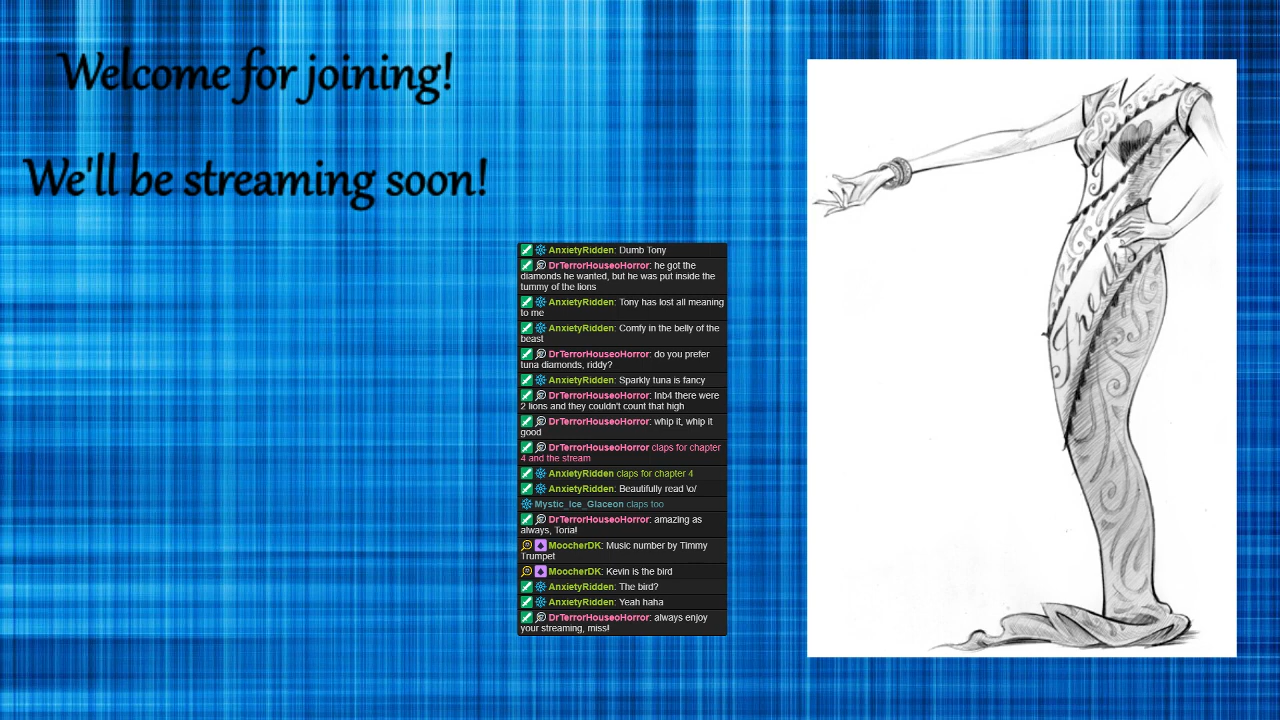 Welcome for joining!
We'll be streaming soon!
AnxietyRidden: Dumb Tony
DrTerrorHouseoHorror: he got the
diamonds he wanted, but he was put inside the
tummy of the lions
AnxietyRidden: Tony has lost all meaning
to me
AnxietyRidden: Comfy in the belly of the
beast
DrTerrorHouseoHorror: do you prefer
tuna diamonds, riddy?
AnxietyRidden: Sparkly tuna is fancy
DrTerrorHouseoHorror: Inb4 there were
2 lions and they couldn't count that high
DrTerrorHouseoHorror: whip it, whip it
good
DrTerrorHouseoHorror claps for chapter
4 and the stream
AnxietyRidden claps for chapter 4
AnxietyRidden: Beautifully read \o/
Mystic_Ice_Glaceon claps too
DrTerrorHouseoHorror: amazing as
always, Toria!
MoocherDK: Music number by Timmy
Trumpet
MoocherDK: Kevin is the bird
AnxietyRidden: The bird?
AnxietyRidden: Yeah haha
DrTerrorHouseoHorror: always enjoy
your streaming, miss!
Freaks